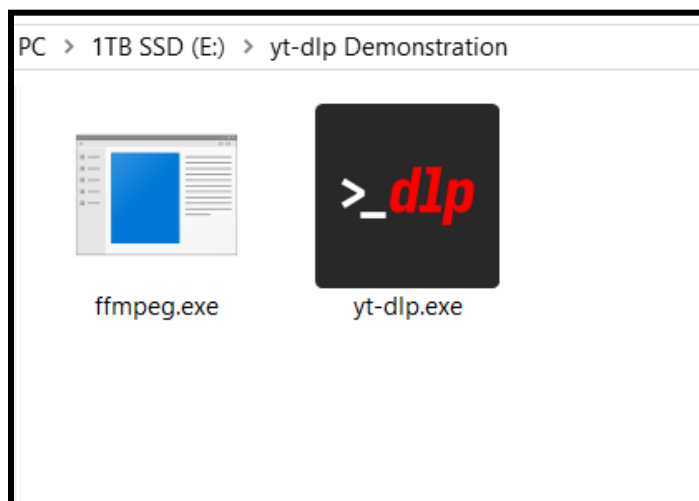 PC > 1TB SSD (E:) > yt-dlp Demonstration
>_dlp
ffmpeg.exe
yt-dlp.exe